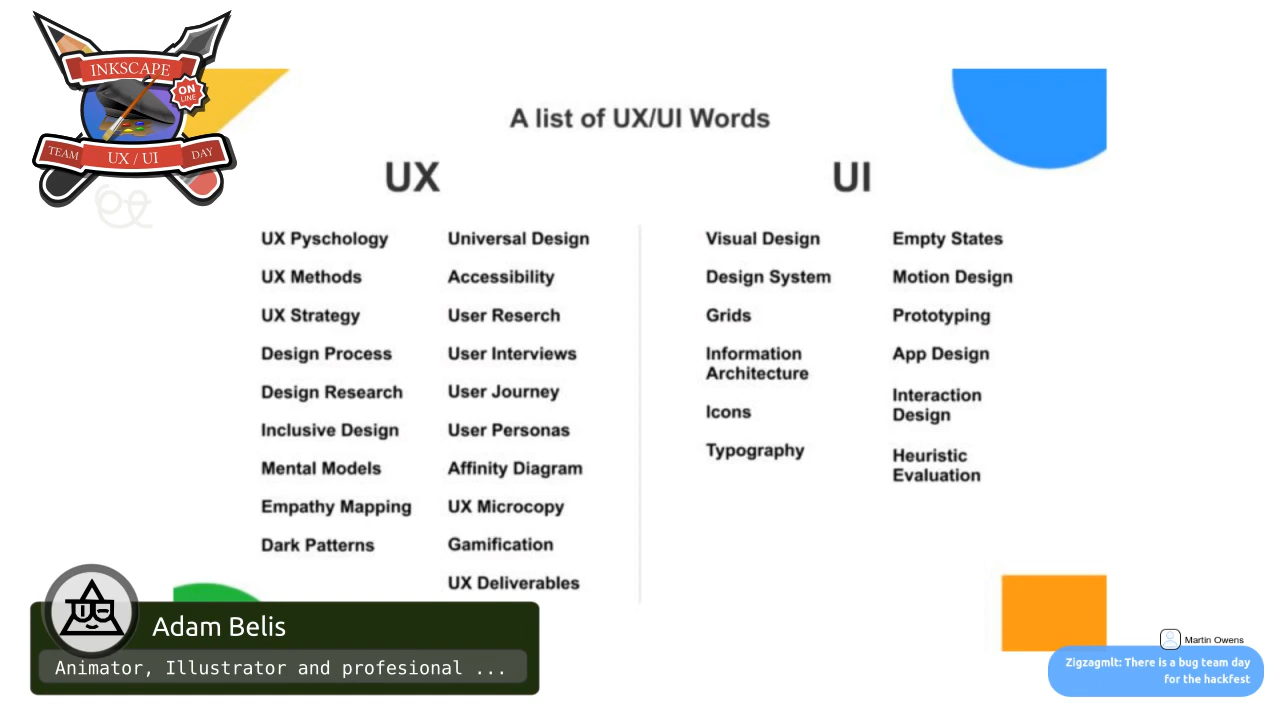 INKSCAPE
ON
LINE
TEAM
UX / UI
DAY
A list of UX/UI Words
UX
UX Pyschology
UX Methods
UX Strategy
Design Process
Design Research
Inclusive Design
Mental Models
Empathy Mapping
Dark Patterns
Universal Design
Accessibility
User Reserch
User Interviews
User Journey
User Personas
Affinity Diagram
UX Microcopy
Gamification
UX Deliverables
UI
Visual Design
Design System
Grids
Information
Architecture
Icons
Typography
Empty States
Motion Design
Prototyping
App Design
Interaction
Design
Heuristic
Evaluation
Adam Belis
Animator, Illustrator and profesional ...
Martin Owens
Zigzagmlt: There is a bug team day
for the hackfest